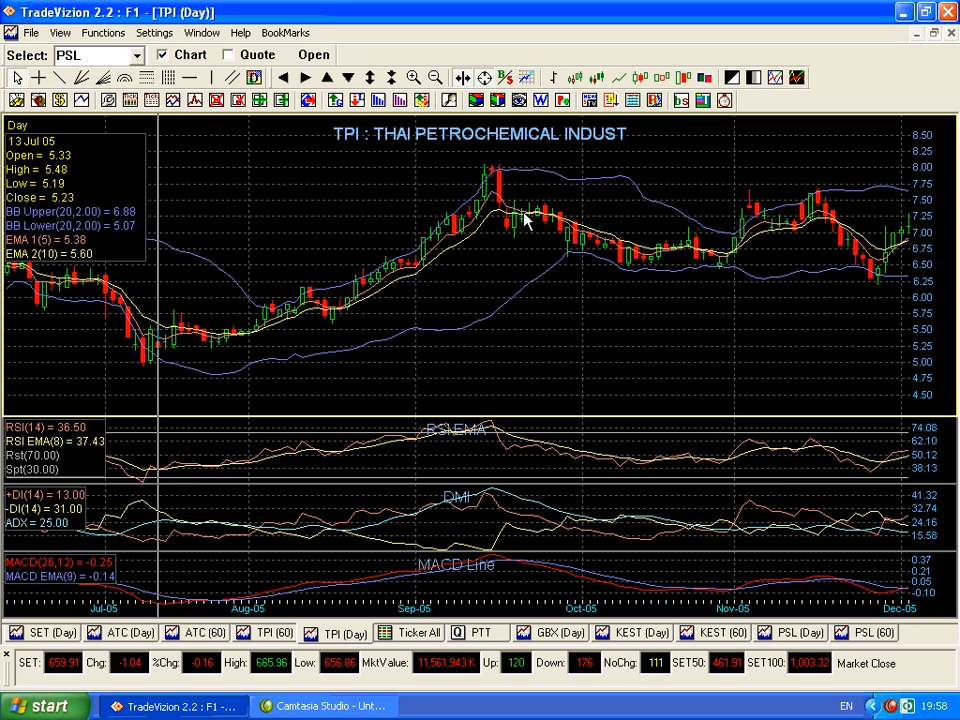 TradeVizion 2.2 : F1 - [TPI (Day)]
File View Functions Settings Window Help BookMarks
Select: PSL Chart Quote Open
Day
13 Jul 05
Open = 5.33
High = 5.48
Low = 5.19
Close = 5.23
BB Upper(20,2.00) = 6.88
BB Lower(20,2.00) = 5.07
EMA 1(5) = 5.38
EMA 2(10) = 5.60
TPI : THAI PETROCHEMICAL INDUST
8.50
8.25
8.00
7.75
7.50
7.25
7.00
6.75
6.50
6.25
6.00
5.75
5.50
5.25
5.00
4.75
4.50
RSI(14) = 36.50
RSI EMA(8) = 37.43
Rst(70.00)
Spt(30.00)
RSI EMA
74.08
62.10
50.12
38.13
+DI(14) = 13.00
-DI(14) = 31.00
ADX = 25.00
DMI
41.32
32.74
24.16
15.58
MACD(26,12) = -0.25
MACD EMA(9) = -0.14
MACD Line
0.37
0.21
0.05
-0.10
Jul-05 Aug-05 Sep-05 Oct-05 Nov-05 Dec-05
SET (Day) ATC (Day) ATC (60) TPI (60) TPI (Day) Ticker All PTT GBX (Day) KEST (Day) KEST (60) PSL (Day) PSL (60)
SET: 659.91 Chg: -1.04 %Chg: -0.16 High: 665.96 Low: 656.86 MktValue: 11,561,943 K Up: 120 Down: 176 NoChg: 111 SET50: 461.91 SET100: 1,003.32 Market Close
start TradeVizion 2.2 : F1 -... Camtasia Studio - Unt... EN 19:58